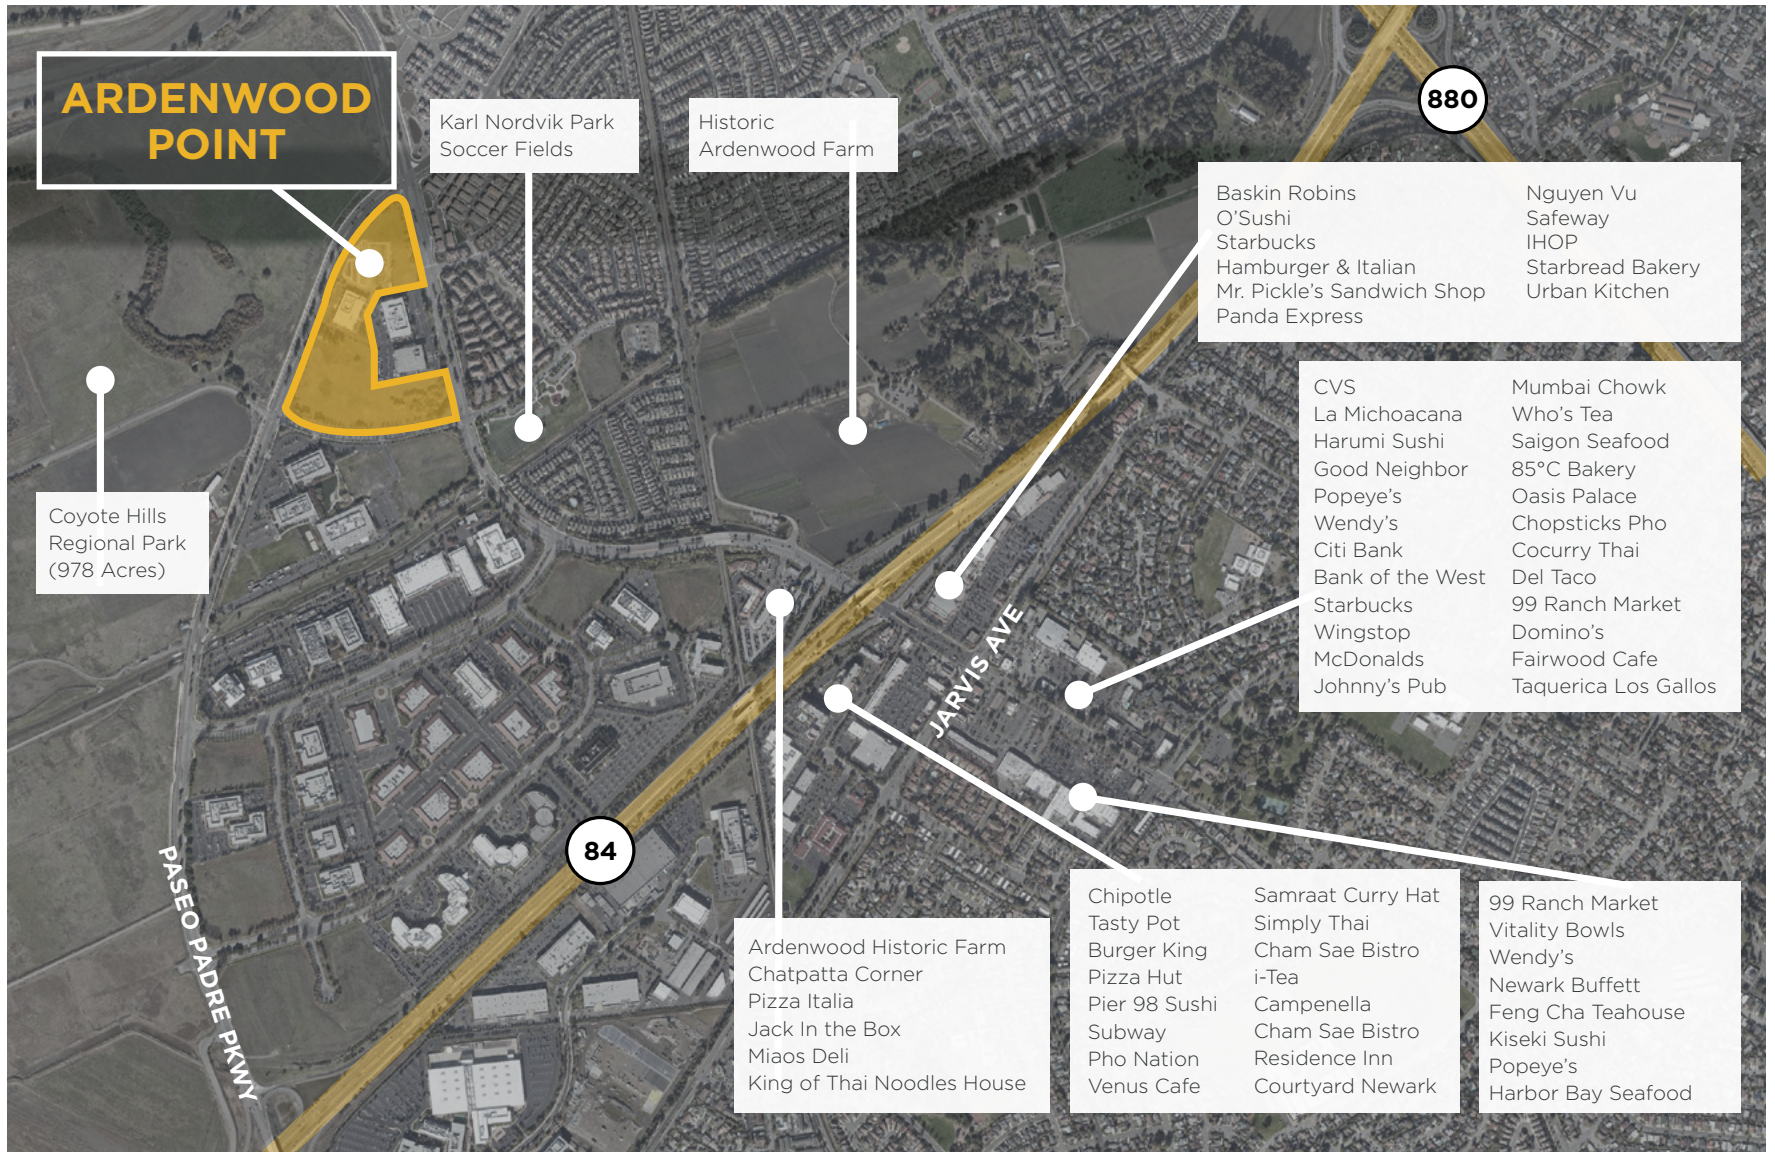 ARDENWOOD
POINT
Karl Nordvik Park
Soccer Fields
Historic
Ardenwood Farm
880
Baskin Robins
O'Sushi
Starbucks
Hamburger & Italian
Mr. Pickle's Sandwich Shop
Panda Express
Nguyen Vu
Safeway
IHOP
Starbread Bakery
Urban Kitchen
CVS
La Michoacana
Harumi Sushi
Good Neighbor
Popeye's
Wendy's
Citi Bank
Bank of the West
Starbucks
Wingstop
McDonalds
Johnny's Pub
Mumbai Chowk
Who's Tea
Saigon Seafood
85°C Bakery
Oasis Palace
Chopsticks Pho
Cocurry Thai
Del Taco
99 Ranch Market
Domino's
Fairwood Cafe
Taquerica Los Gallos
Coyote Hills
Regional Park
(978 Acres)
JARVIS AVE
84
PASEO PADRE PKWY
Ardenwood Historic Farm
Chatpatta Corner
Pizza Italia
Jack In the Box
Miaos Deli
King of Thai Noodles House
Chipotle
Tasty Pot
Burger King
Pizza Hut
Pier 98 Sushi
Subway
Pho Nation
Venus Cafe
Samraat Curry Hat
Simply Thai
Cham Sae Bistro
i-Tea
Campenella
Cham Sae Bistro
Residence Inn
Courtyard Newark
99 Ranch Market
Vitality Bowls
Wendy's
Newark Buffett
Feng Cha Teahouse
Kiseki Sushi
Popeye's
Harbor Bay Seafood